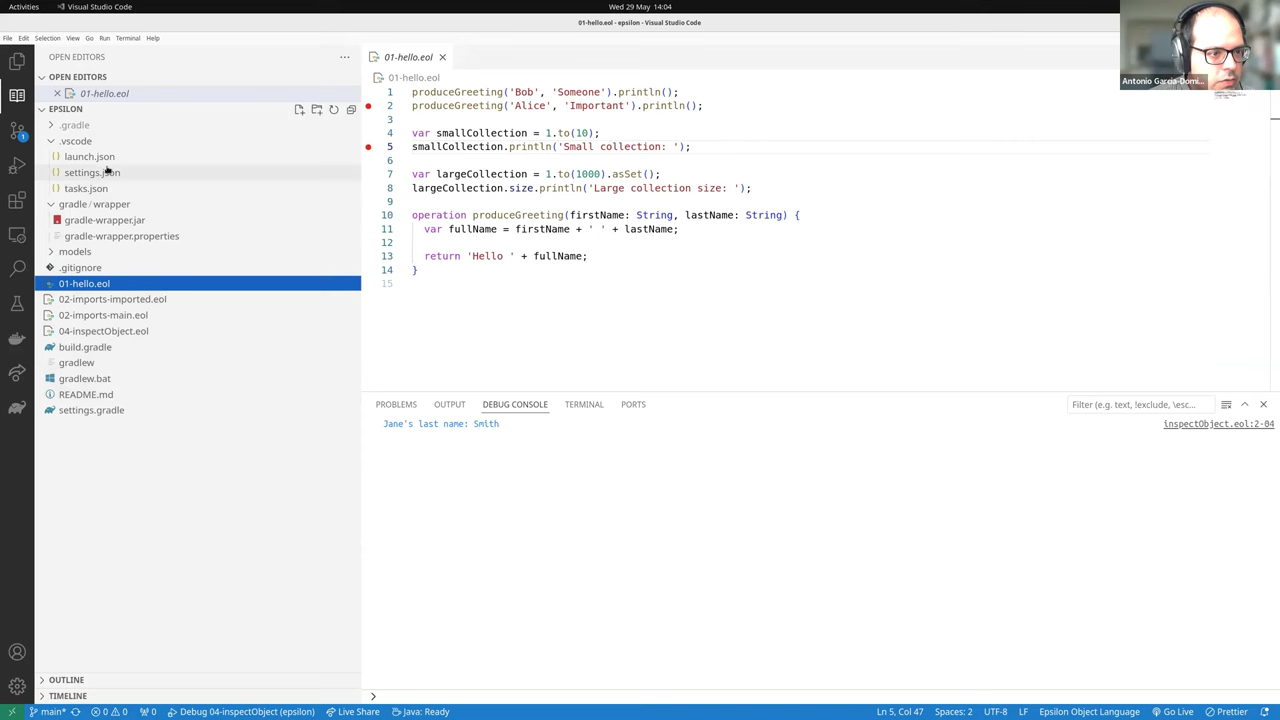 Activities
Visual Studio Code
Wed 29 May 14:04
01-hello.eol - epsilon - Visual Studio Code
File Edit Selection View Go Run Terminal Help
OPEN EDITORS
OPEN EDITORS
01-hello.eol
EPSILON
.gradle
.vscode
launch.json
settings.json
tasks.json
gradle / wrapper
gradle-wrapper.jar
gradle-wrapper.properties
models
.gitignore
01-hello.eol
02-imports-imported.eol
02-imports-main.eol
04-inspectObject.eol
build.gradle
gradlew
gradlew.bat
README.md
settings.gradle
OUTLINE
TIMELINE
1
01-hello.eol
01-hello.eol
1 produceGreeting('Bob', 'Someone').println();
2 produceGreeting('Alice', 'Important').println();
3
4 var smallCollection = 1.to(10);
5 smallCollection.println('Small collection: ');
6
7 var largeCollection = 1.to(1000).asSet();
8 largeCollection.size.println('Large collection size: ');
9
10 operation produceGreeting(firstName: String, lastName: String) {
11 var fullName = firstName + ' ' + lastName;
12
13 return 'Hello ' + fullName;
14 }
15
Antonio Garcia-Domi...
PROBLEMS OUTPUT DEBUG CONSOLE TERMINAL PORTS
Filter (e.g. text, !exclude, \esc...
Jane's last name: Smith
inspectObject.eol:2-04
main* 0 0 0 Debug 04-inspectObject (epsilon) Live Share Java: Ready
Ln 5, Col 47 Spaces: 2 UTF-8 LF Epsilon Object Language Go Live Prettier